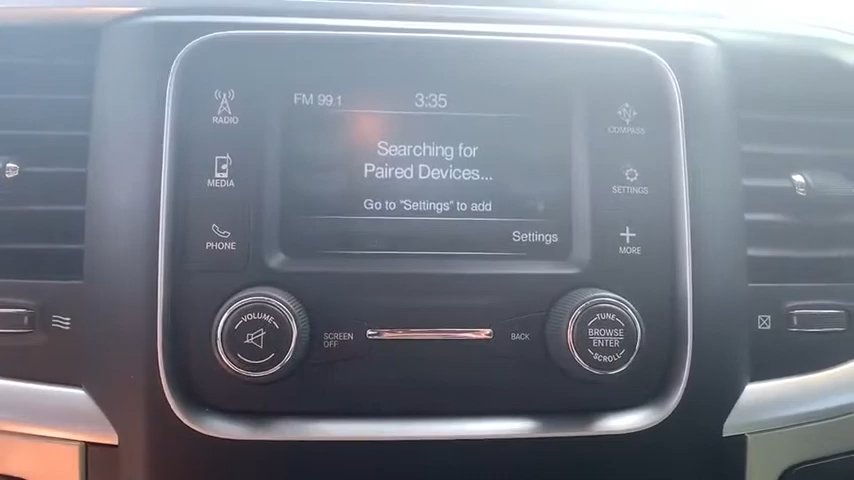 FM 99.1 3:35
RADIO
COMPASS
Searching for
Paired Devices...
MEDIA
SETTINGS
Go to "Settings" to add
Settings
PHONE
MORE
VOLUME
SCREEN
OFF
BACK
TUNE
BROWSE
ENTER
SCROLL